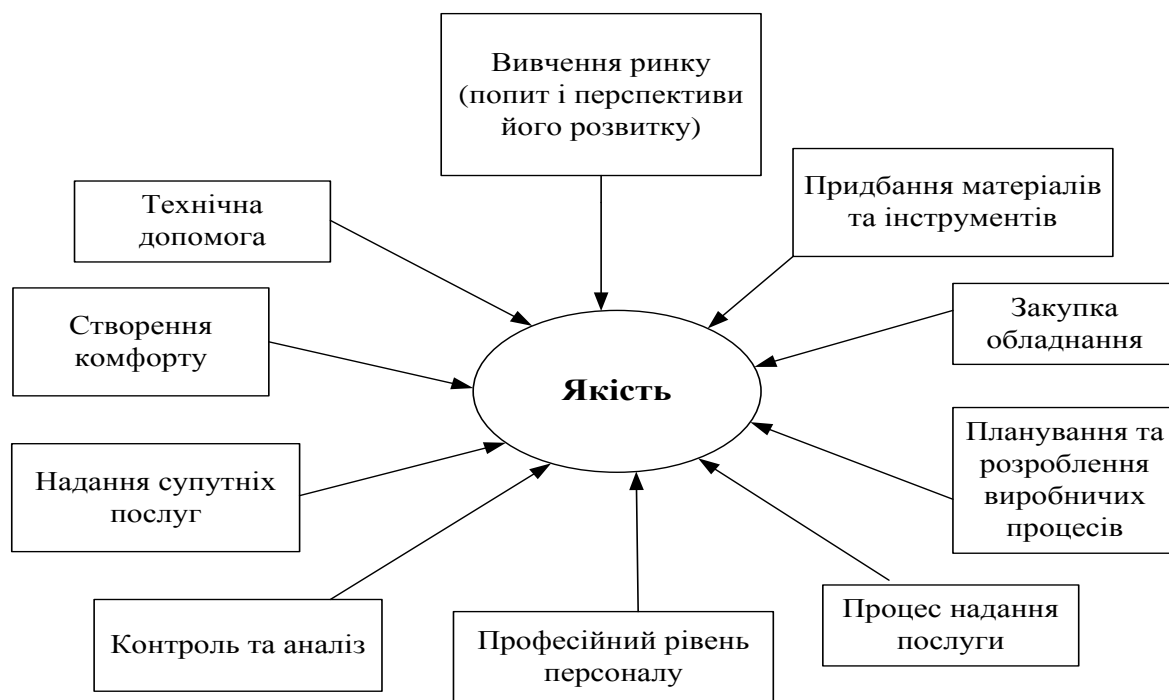 Вивчення ринку
(попит і перспективи
його розвитку)
Придбання матеріалів
та інструментів
Технічна
допомога
Закупка
обладнання
Створення
комфорту
Якість
Планування та
розроблення
виробничих
процесів
Надання супутніх
послуг
Процес надання
послуги
Контроль та аналіз
Професійний рівень
персоналу